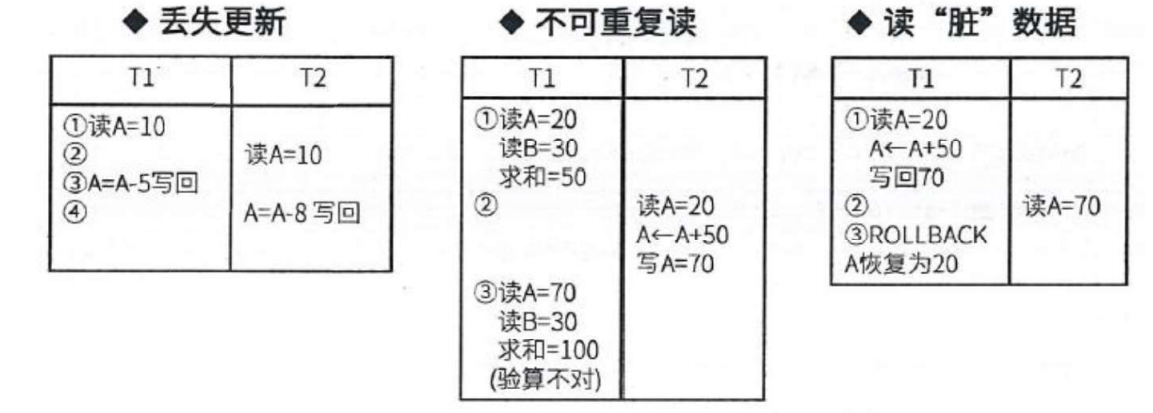 ◆ 丢失更新
T1 T2
①读A=10
② 读A=10
③A=A-5写回
④ A=A-8 写回
◆ 不可重复读
T1 T2
①读A=20
读B=30
求和=50
② 读A=20
A←A+50
写A=70
③读A=70
读B=30
求和=100
(验算不对)
◆ 读“脏”数据
T1 T2
①读A=20
A←A+50
写回70
② 读A=70
③ROLLBACK
A恢复为20